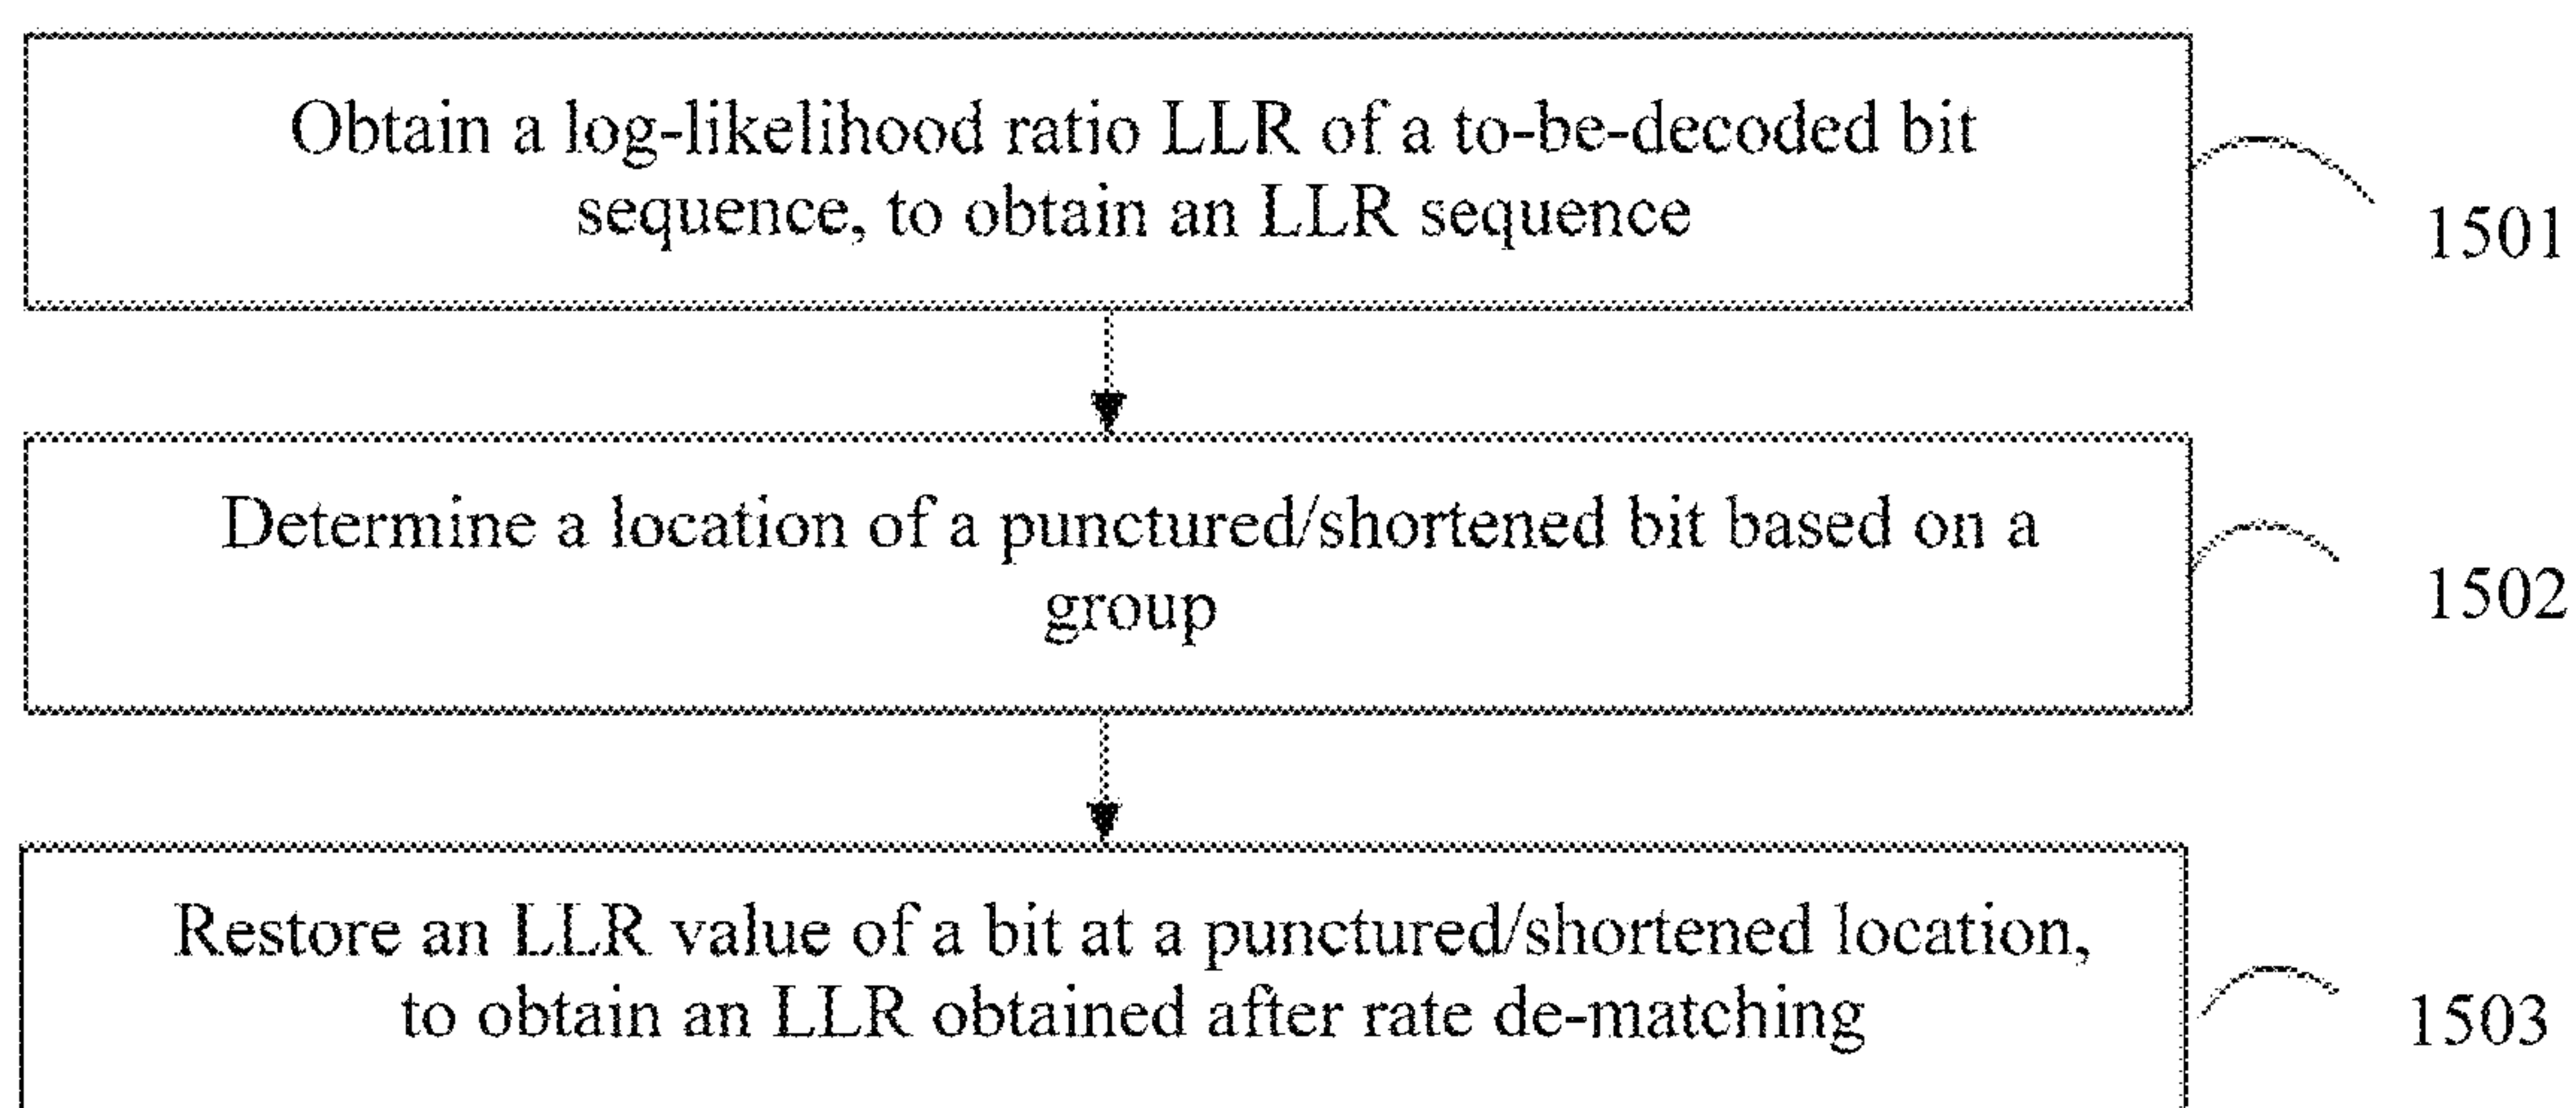 Obtain a log-likelihood ratio LLR of a to-be-decoded bit
sequence, to obtain an LLR sequence
1501
Determine a location of a punctured/shortened bit based on a
group
1502
Restore an LLR value of a bit at a punctured/shortened location,
to obtain an LLR obtained after rate de-matching
1503